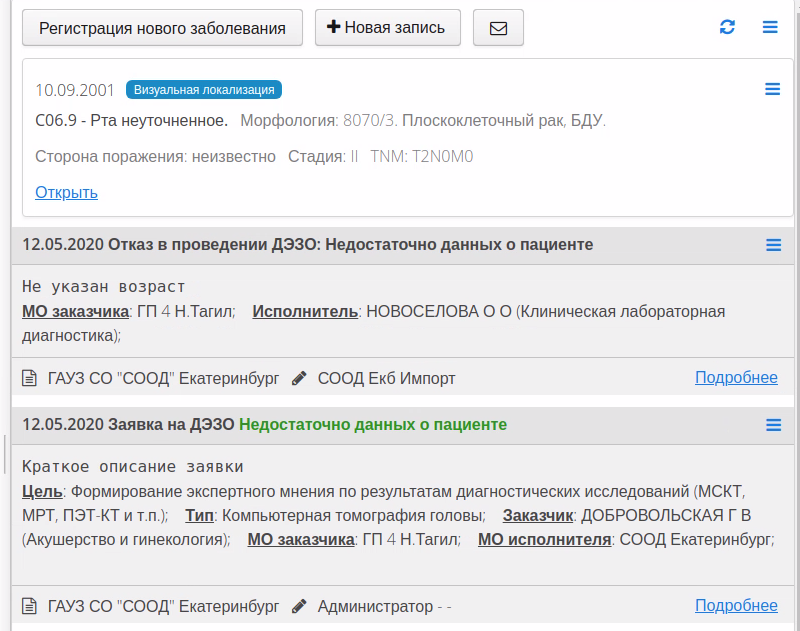 Регистрация нового заболевания
Новая запись
10.09.2001 Визуальная локализация
C06.9 - Рта неуточненное. Морфология: 8070/3. Плоскоклеточный рак, БДУ.
Сторона поражения: неизвестно Стадия: II TNM: T2N0M0
Открыть
12.05.2020 Отказ в проведении ДЭЗО: Недостаточно данных о пациенте
Не указан возраст
МО заказчика: ГП 4 Н.Тагил; Исполнитель: НОВОСЕЛОВА О О (Клиническая лабораторная
диагностика);
ГАУЗ СО "СООД" Екатеринбург СООД Екб Импорт Подробнее
12.05.2020 Заявка на ДЭЗО Недостаточно данных о пациенте
Краткое описание заявки
Цель: Формирование экспертного мнения по результатам диагностических исследований (МСКТ,
МРТ, ПЭТ-КТ и т.п.); Тип: Компьютерная томография головы; Заказчик: ДОБРОВОЛЬСКАЯ Г В
(Акушерство и гинекология); МО заказчика: ГП 4 Н.Тагил; МО исполнителя: СООД Екатеринбург;
ГАУЗ СО "СООД" Екатеринбург Администратор - - Подробнее